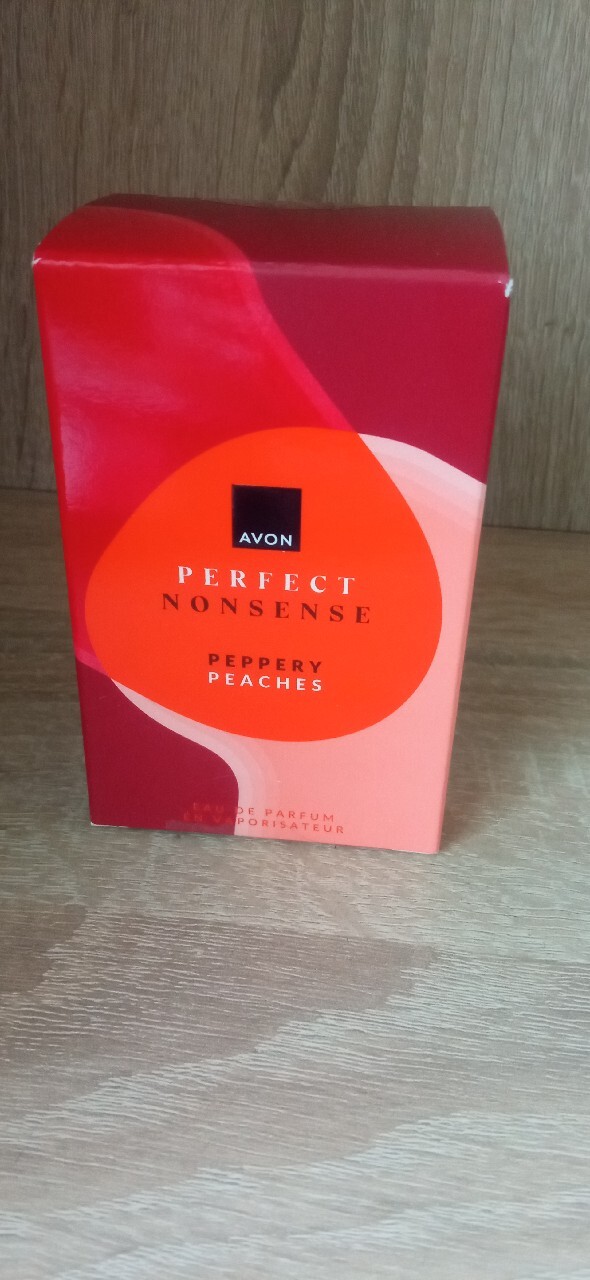 AVON
PERFECT
NONSENSE
PEPPERY
PEACHES
EAU DE PARFUM
EN VAPORISATEUR